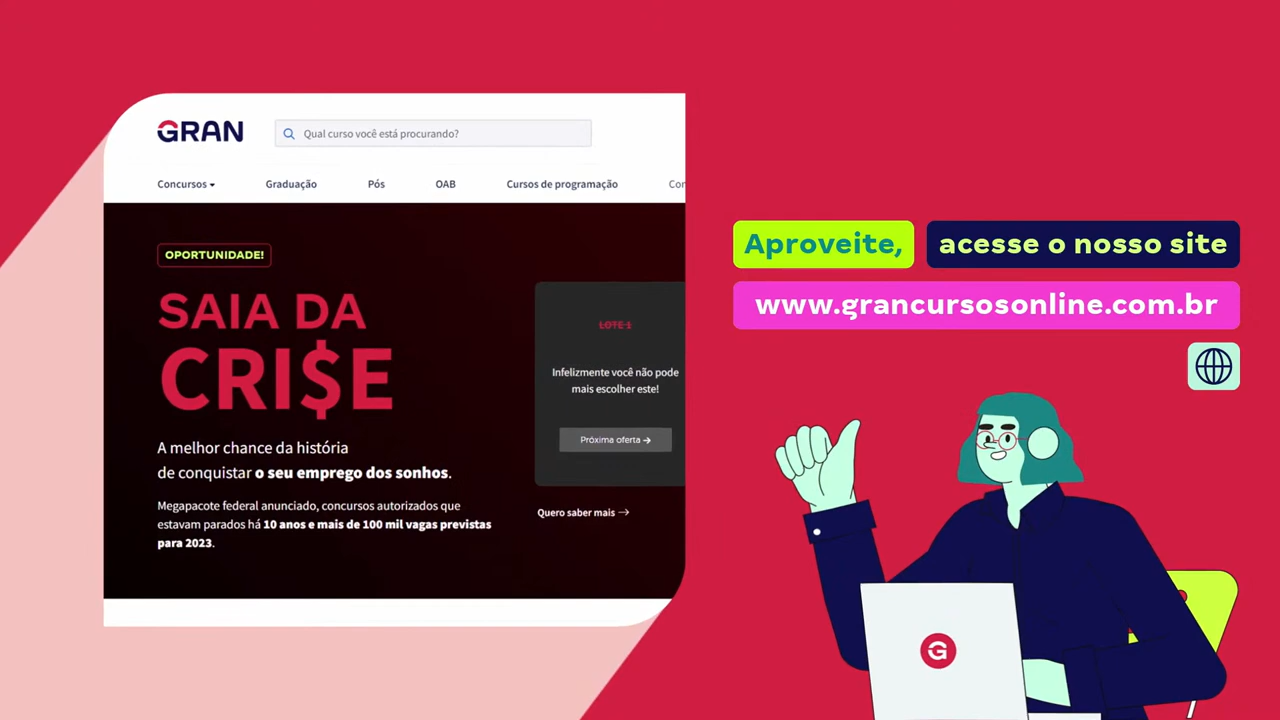 GRAN
Qual curso você está procurando?
Concursos
Graduação
Pós
OAB
Cursos de programação
OPORTUNIDADE!
SAIA DA
CRI$E
A melhor chance da história
de conquistar o seu emprego dos sonhos.
Megapacote federal anunciado, concursos autorizados que
estavam parados há 10 anos e mais de 100 mil vagas previstas
para 2023.
LOTE 1
Infelizmente você não pode
mais escolher este!
Próxima oferta →
Quero saber mais →
Aproveite, acesse o nosso site
www.grancursosonline.com.br
G